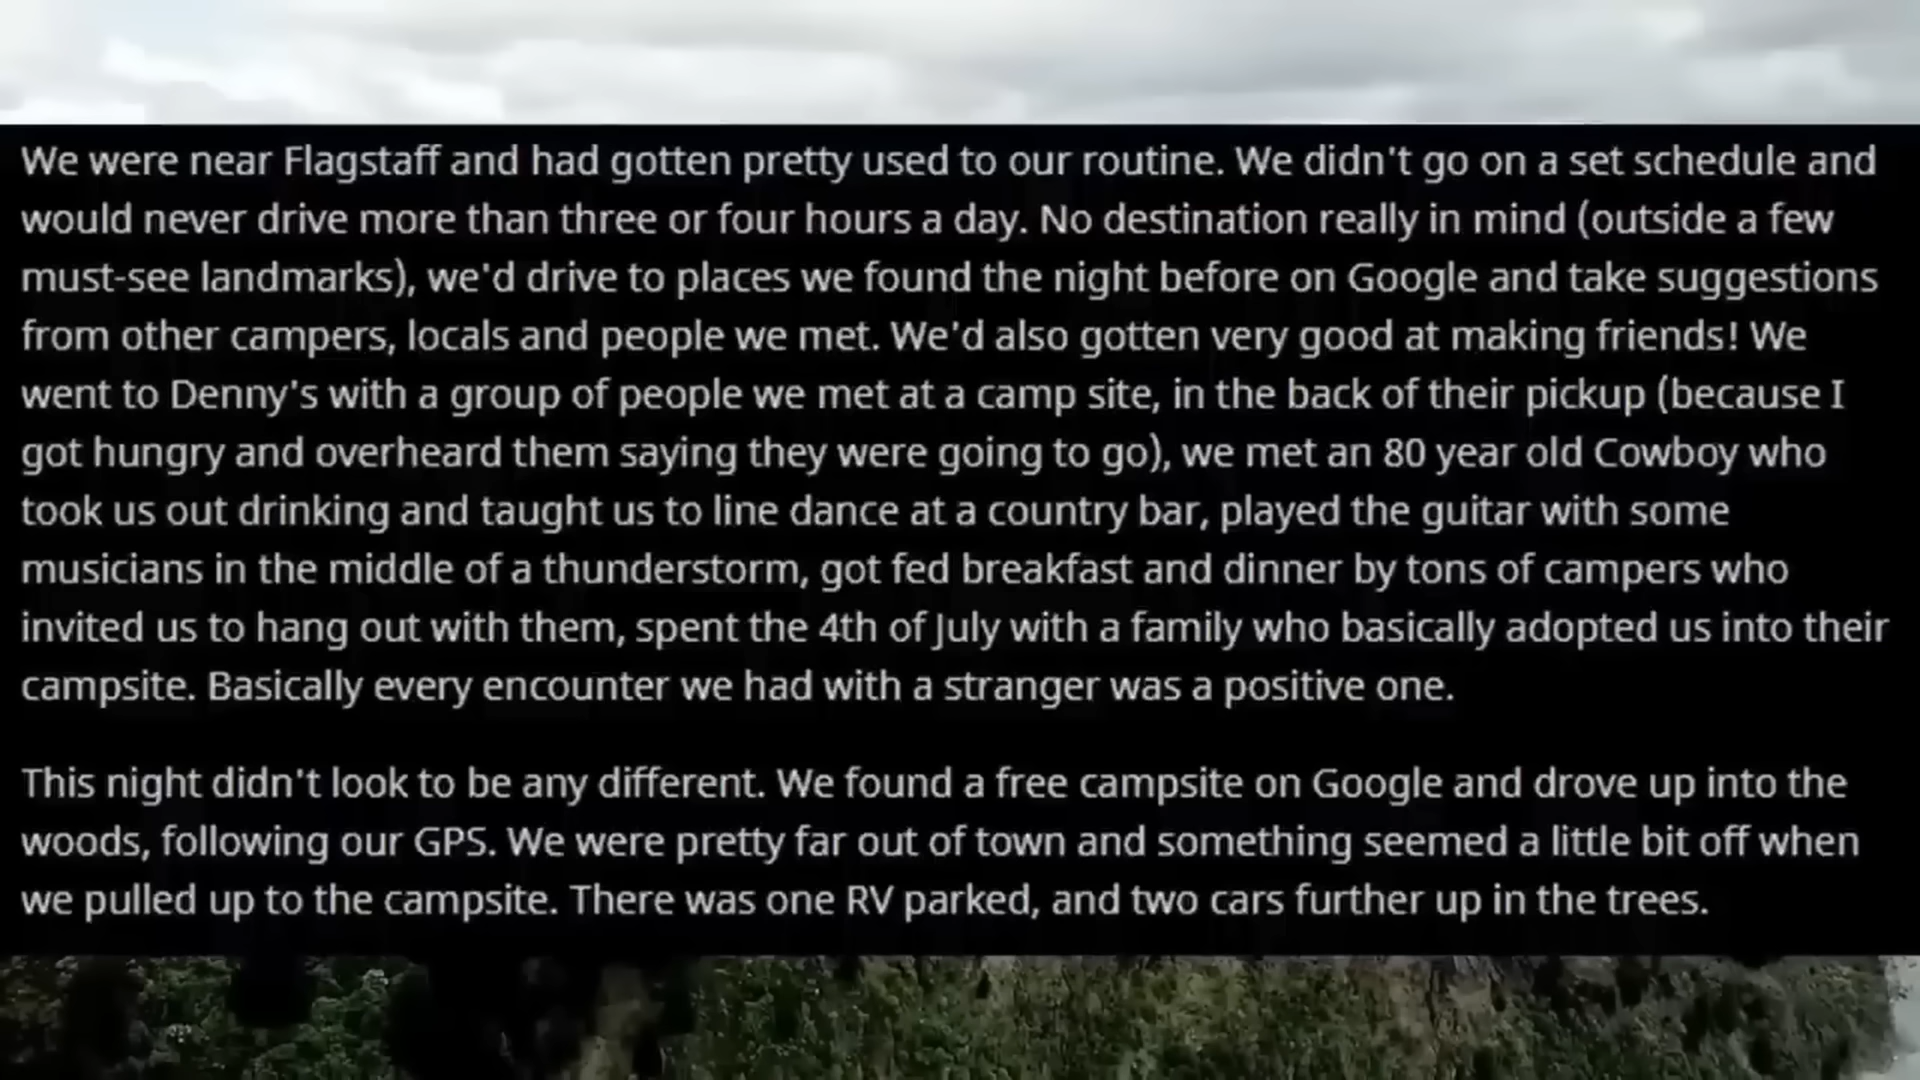 We were near Flagstaff and had gotten pretty used to our routine. We didn't go on a set schedule and
would never drive more than three or four hours a day. No destination really in mind (outside a few
must-see landmarks), we'd drive to places we found the night before on Google and take suggestions
from other campers, locals and people we met. We'd also gotten very good at making friends! We
went to Denny's with a group of people we met at a camp site, in the back of their pickup (because I
got hungry and overheard them saying they were going to go), we met an 80 year old Cowboy who
took us out drinking and taught us to line dance at a country bar, played the guitar with some
musicians in the middle of a thunderstorm, got fed breakfast and dinner by tons of campers who
invited us to hang out with them, spent the 4th of July with a family who basically adopted us into their
campsite. Basically every encounter we had with a stranger was a positive one.
This night didn't look to be any different. We found a free campsite on Google and drove up into the
woods, following our GPS. We were pretty far out of town and something seemed a little bit off when
we pulled up to the campsite. There was one RV parked, and two cars further up in the trees.